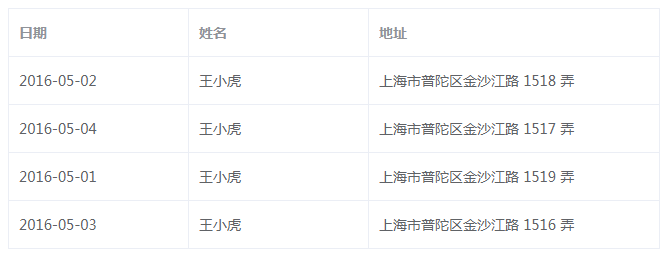 日期 姓名 地址
2016-05-02 王小虎 上海市普陀区金沙江路 1518 弄
2016-05-04 王小虎 上海市普陀区金沙江路 1517 弄
2016-05-01 王小虎 上海市普陀区金沙江路 1519 弄
2016-05-03 王小虎 上海市普陀区金沙江路 1516 弄